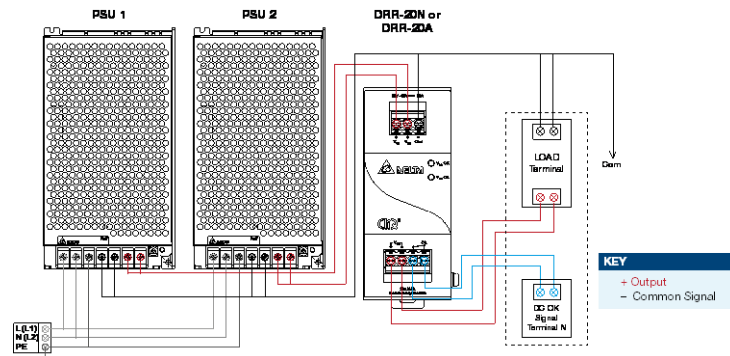 PSU 1
PSU 2
DRR-20N or
DRR-20A
DELTA
LOAD
Terminal
Com
DC OK
Signal
Terminal N
KEY
+ Output
– Common Signal
L(L1)
N(L2)
PE